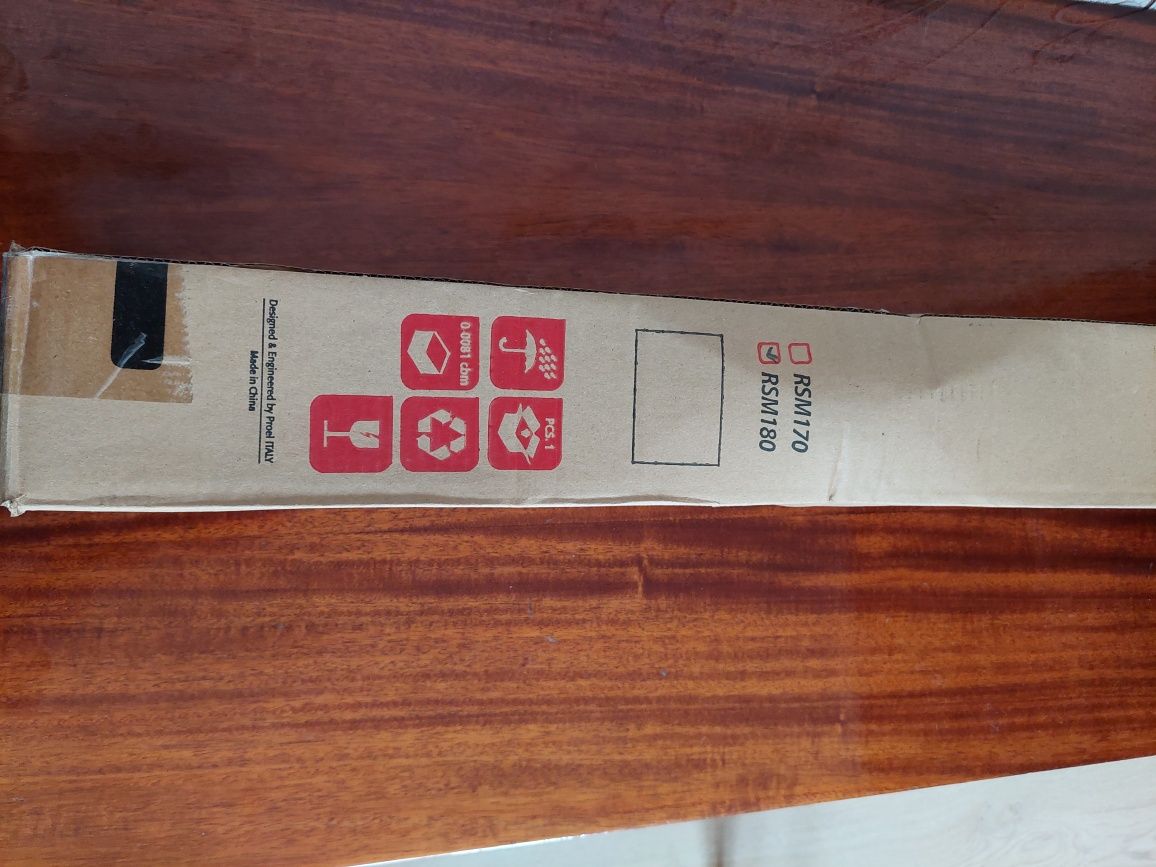 RSM170
RSM180
PCS. 1
0.0081 cbm
Designed & Engineered by Proel ITALY
Made in China